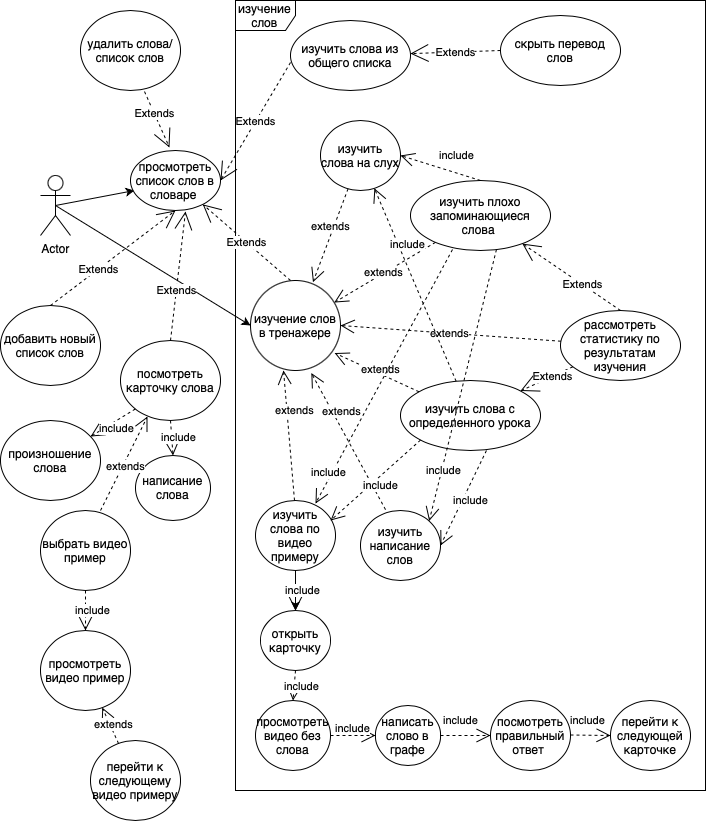 изучение
слов
удалить слова/
список слов
изучить слова из
общего списка
Extends
скрыть перевод
слов
Extends
Extends
изучить
слова на слух
include
просмотреть
список слов в
словаре
изучить плохо
запоминающиеся
слова
Actor
extends
include
Extends
Extends
extends
Extends
Extends
изучение слов
в тренажере
рассмотреть
статистику по
результатам
изучения
extends
добавить новый
список слов
посмотреть
карточку слова
extends
Extends
изучить слова с
определенного урока
extends
extends
include
include
произношение
слова
extends
include
include
написание
слова
include
include
изучить
слова по
видео
примеру
изучить
написание
слов
выбрать видео
пример
include
include
открыть
карточку
просмотреть
видео пример
include
extends
просмотреть
видео без
слова
include
написать
слово в
графе
include
посмотреть
правильный
ответ
include
перейти к
следующей
карточке
перейти к
следующему
видео примеру